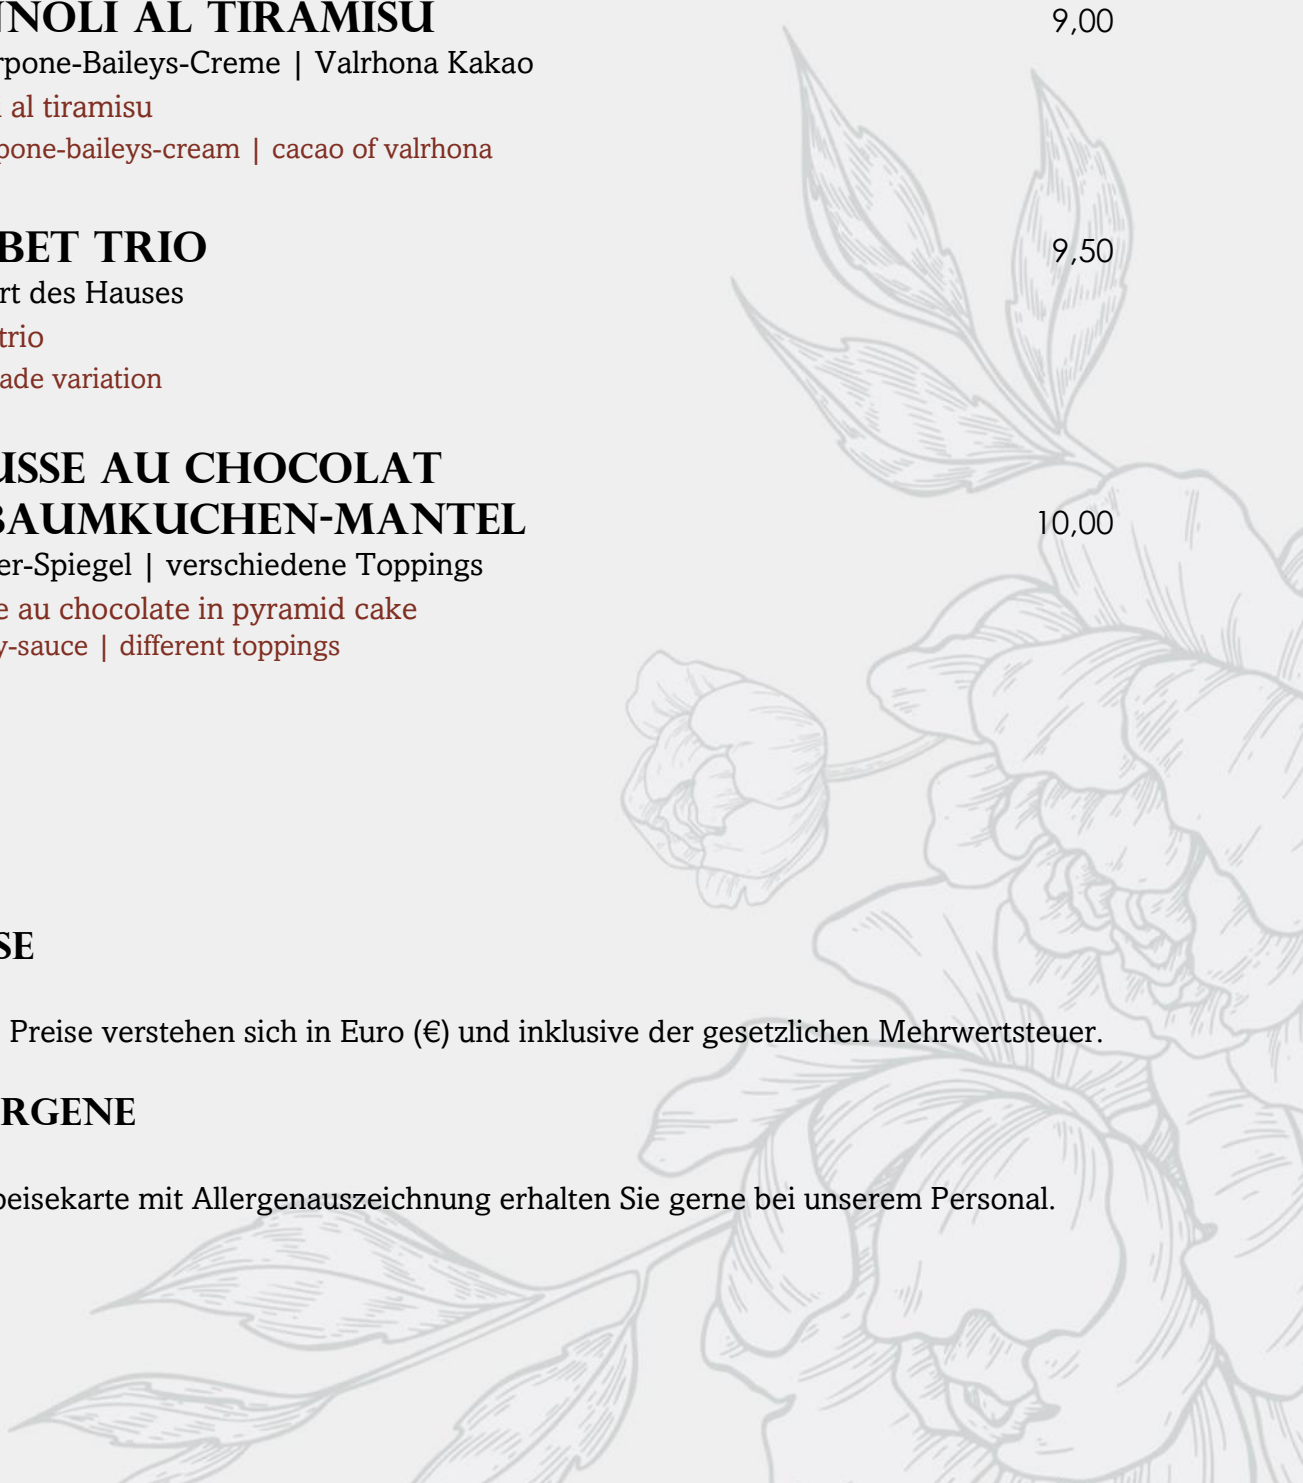 NNOLI AL TIRAMISU 9,00
rpone-Baileys-Creme | Valrhona Kakao
i al tiramisu
pone-baileys-cream | cacao of valrhona
BET TRIO 9,50
rt des Hauses
trio
ade variation
USSE AU CHOCOLAT
BAUMKUCHEN-MANTEL 10,00
er-Spiegel | verschiedene Toppings
e au chocolate in pyramid cake
y-sauce | different toppings
SE
Preise verstehen sich in Euro (€) und inklusive der gesetzlichen Mehrwertsteuer.
RGENE
peisekarte mit Allergenauszeichnung erhalten Sie gerne bei unserem Personal.